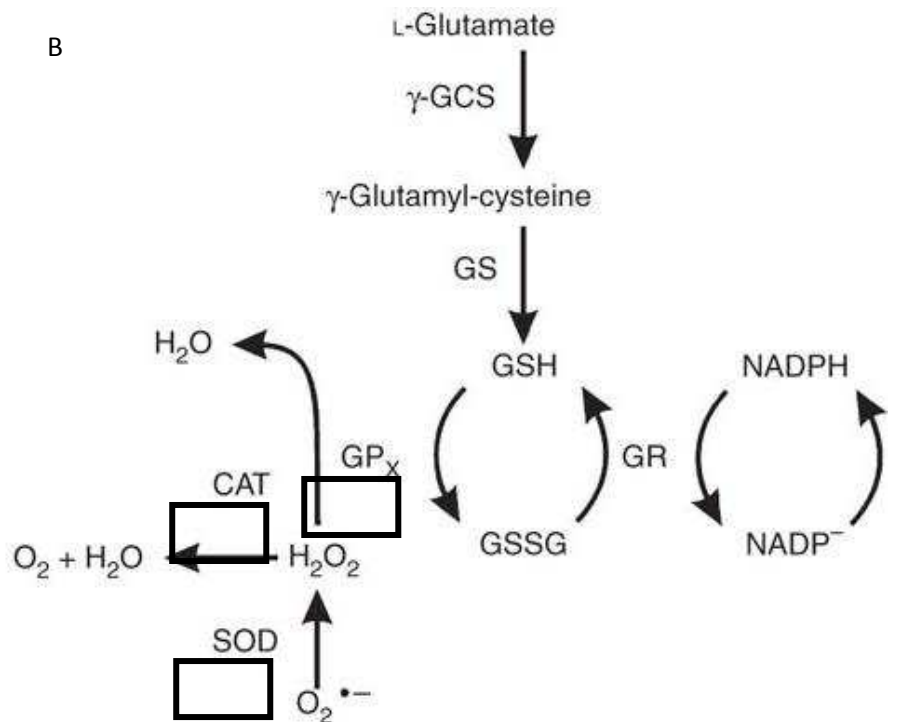 B
L-Glutamate
γ-GCS
γ-Glutamyl-cysteine
GS
H₂O
GSH
NADPH
GPₓ
GR
CAT
GSSG
NADP⁻
O₂ + H₂O
H₂O₂
SOD
O₂•−